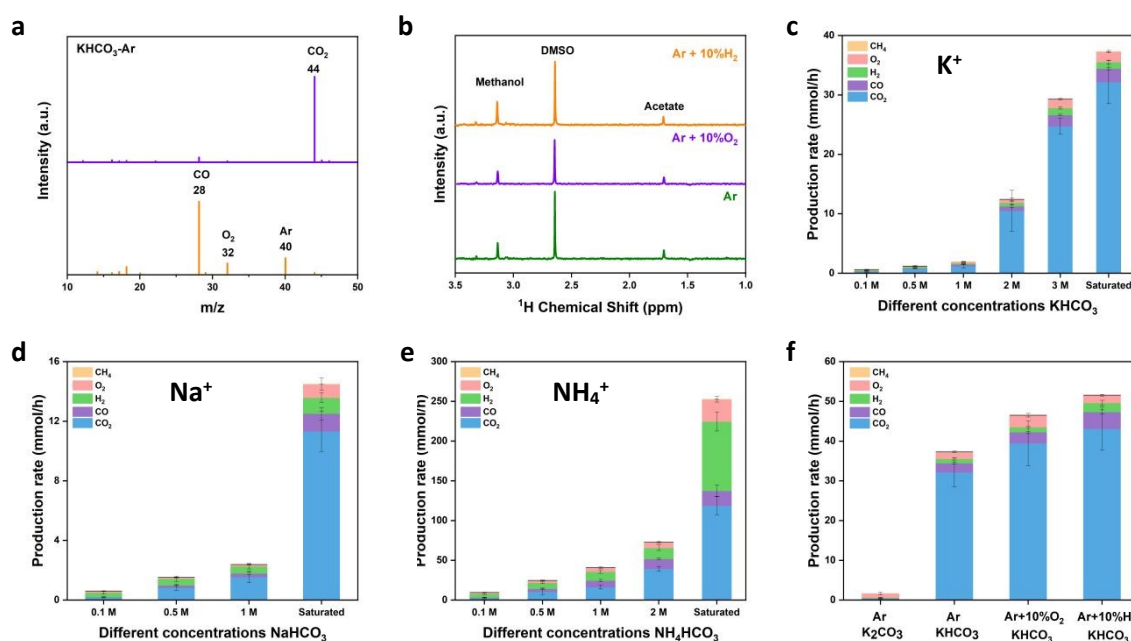 a
KHCO₃-Ar
CO₂
44
CO
28
O₂
32
Ar
40
Intensity (a.u.)
10 20 30 40 50
m/z
b
DMSO
Ar + 10%H₂
Methanol
Acetate
Ar + 10%O₂
Ar
Intensity (a.u.)
3.5 3.0 2.5 2.0 1.5 1.0
¹H Chemical Shift (ppm)
c
K⁺
CH₄
O₂
H₂
CO
CO₂
Production rate (mmol/h)
40
30
20
10
0
0.1 M 0.5 M 1 M 2 M 3 M Saturated
Different concentrations KHCO₃
d
Na⁺
CH₄
O₂
H₂
CO
CO₂
Production rate (mmol/h)
16
12
8
4
0
0.1 M 0.5 M 1 M Saturated
Different concentrations NaHCO₃
e
NH₄⁺
CH₄
O₂
H₂
CO
CO₂
Production rate (mmol/h)
300
250
200
150
100
50
0
0.1 M 0.5 M 1 M 2 M Saturated
Different concentrations NH₄HCO₃
f
CH₄
O₂
H₂
CO
CO₂
Production rate (mmol/h)
60
50
40
30
20
10
0
Ar Ar Ar+10%O₂ Ar+10%H
K2CO3 KHCO₃ KHCO₃ KHCO₃